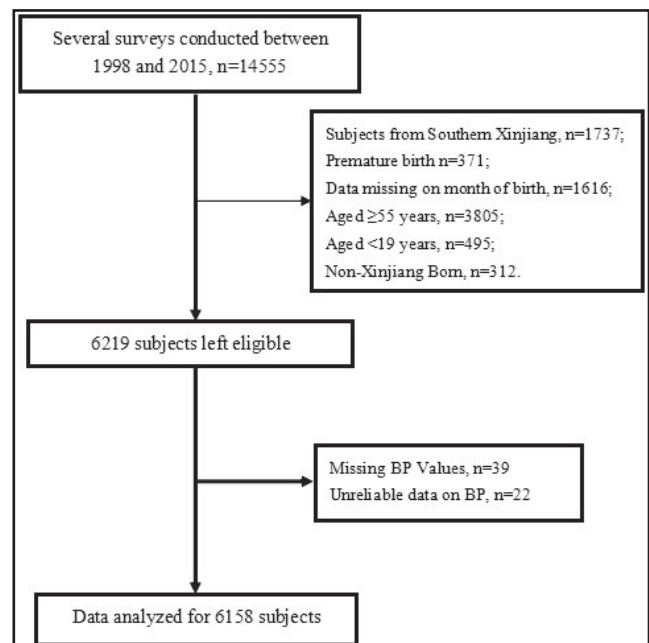 Several surveys conducted between
1998 and 2015, n=14555
Subjects from Southern Xinjiang, n=1737;
Premature birth n=371;
Data missing on month of birth, n=1616;
Aged ≥55 years, n=3805;
Aged <19 years, n=495;
Non-Xinjiang Born, n=312.
6219 subjects left eligible
Missing BP Values, n=39
Unreliable data on BP, n=22
Data analyzed for 6158 subjects